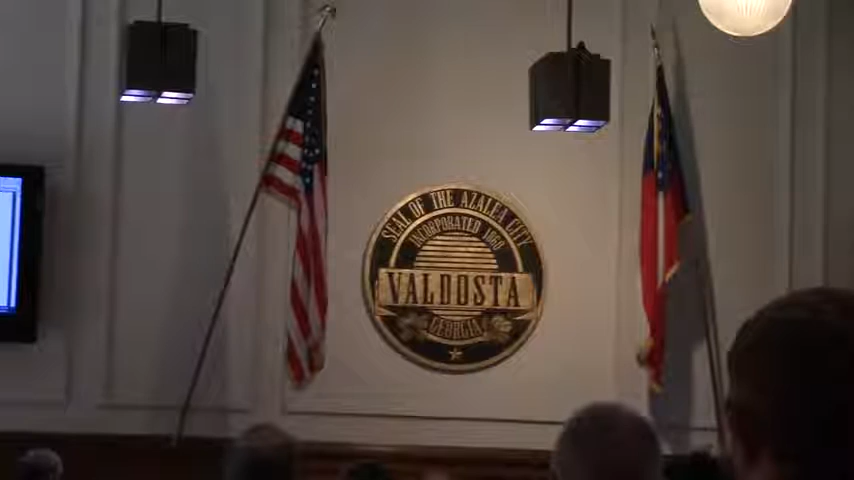 SEAL OF THE AZALEA CITY
INCORPORATED 1860
VALDOSTA
GEORGIA